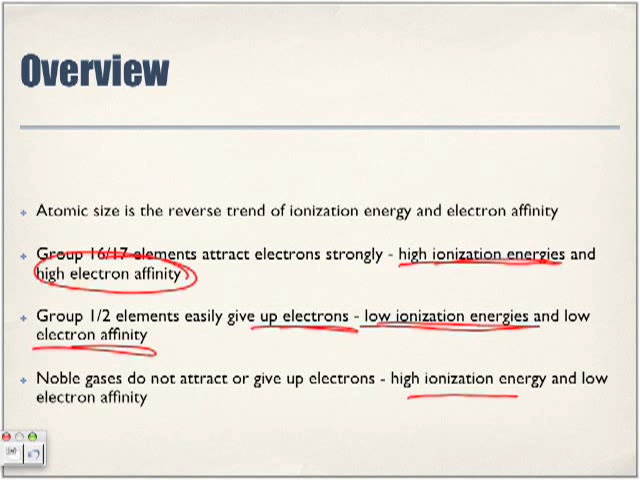 Overview
Atomic size is the reverse trend of ionization energy and electron affinity
Group 16/17 elements attract electrons strongly - high ionization energies and
high electron affinity
Group 1/2 elements easily give up electrons - low ionization energies and low
electron affinity
Noble gases do not attract or give up electrons - high ionization energy and low
electron affinity